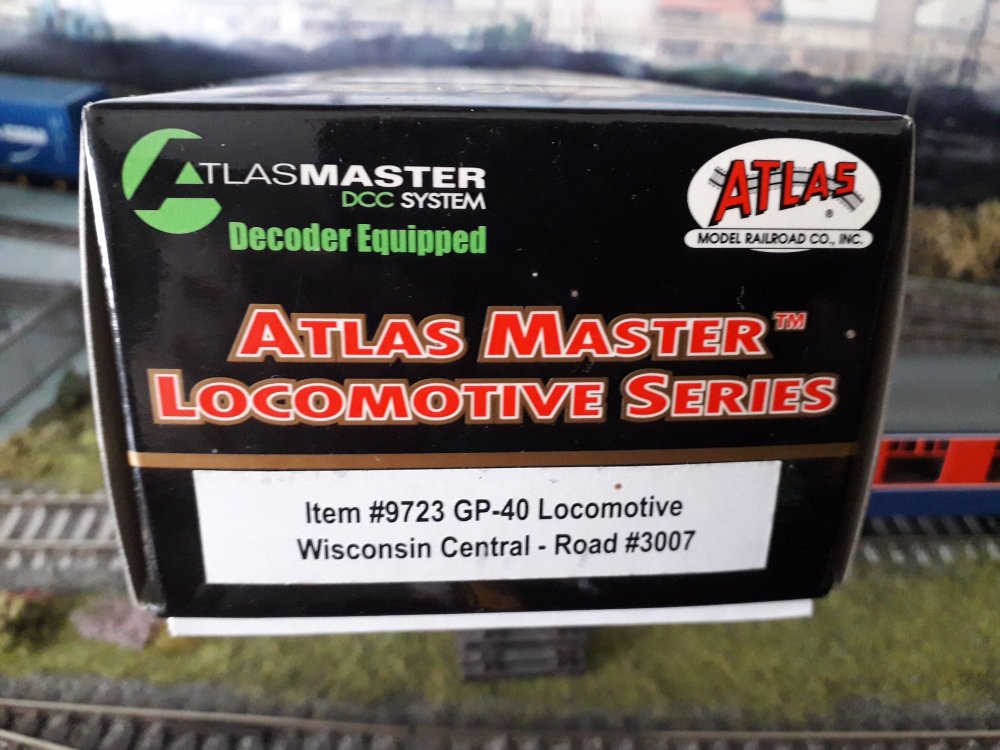 ATLASMASTER
DCC SYSTEM
Decoder Equipped
ATLAS
®
MODEL RAILROAD CO., INC.
ATLAS MASTER™
LOCOMOTIVE SERIES
Item #9723 GP-40 Locomotive
Wisconsin Central - Road #3007